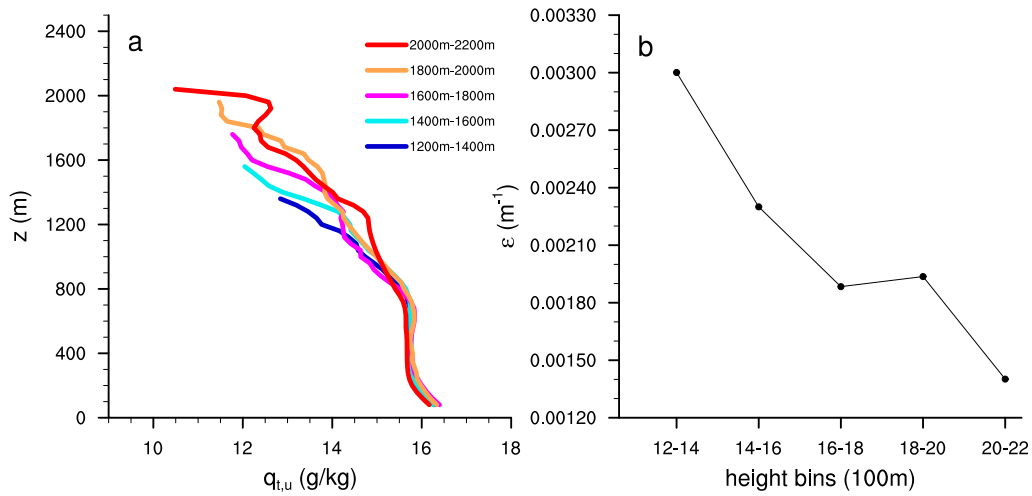 a
2000m-2200m
1800m-2000m
1600m-1800m
1400m-1600m
1200m-1400m
2400
2000
1600
1200
800
400
0
z (m)
10 12 14 16 18
q_{t,u} (g/kg)
b
0.00330
0.00300
0.00270
0.00230
0.00210
0.00180
0.00150
0.00120
ε (m⁻¹)
12-14 14-16 16-18 18-20 20-22
height bins (100m)